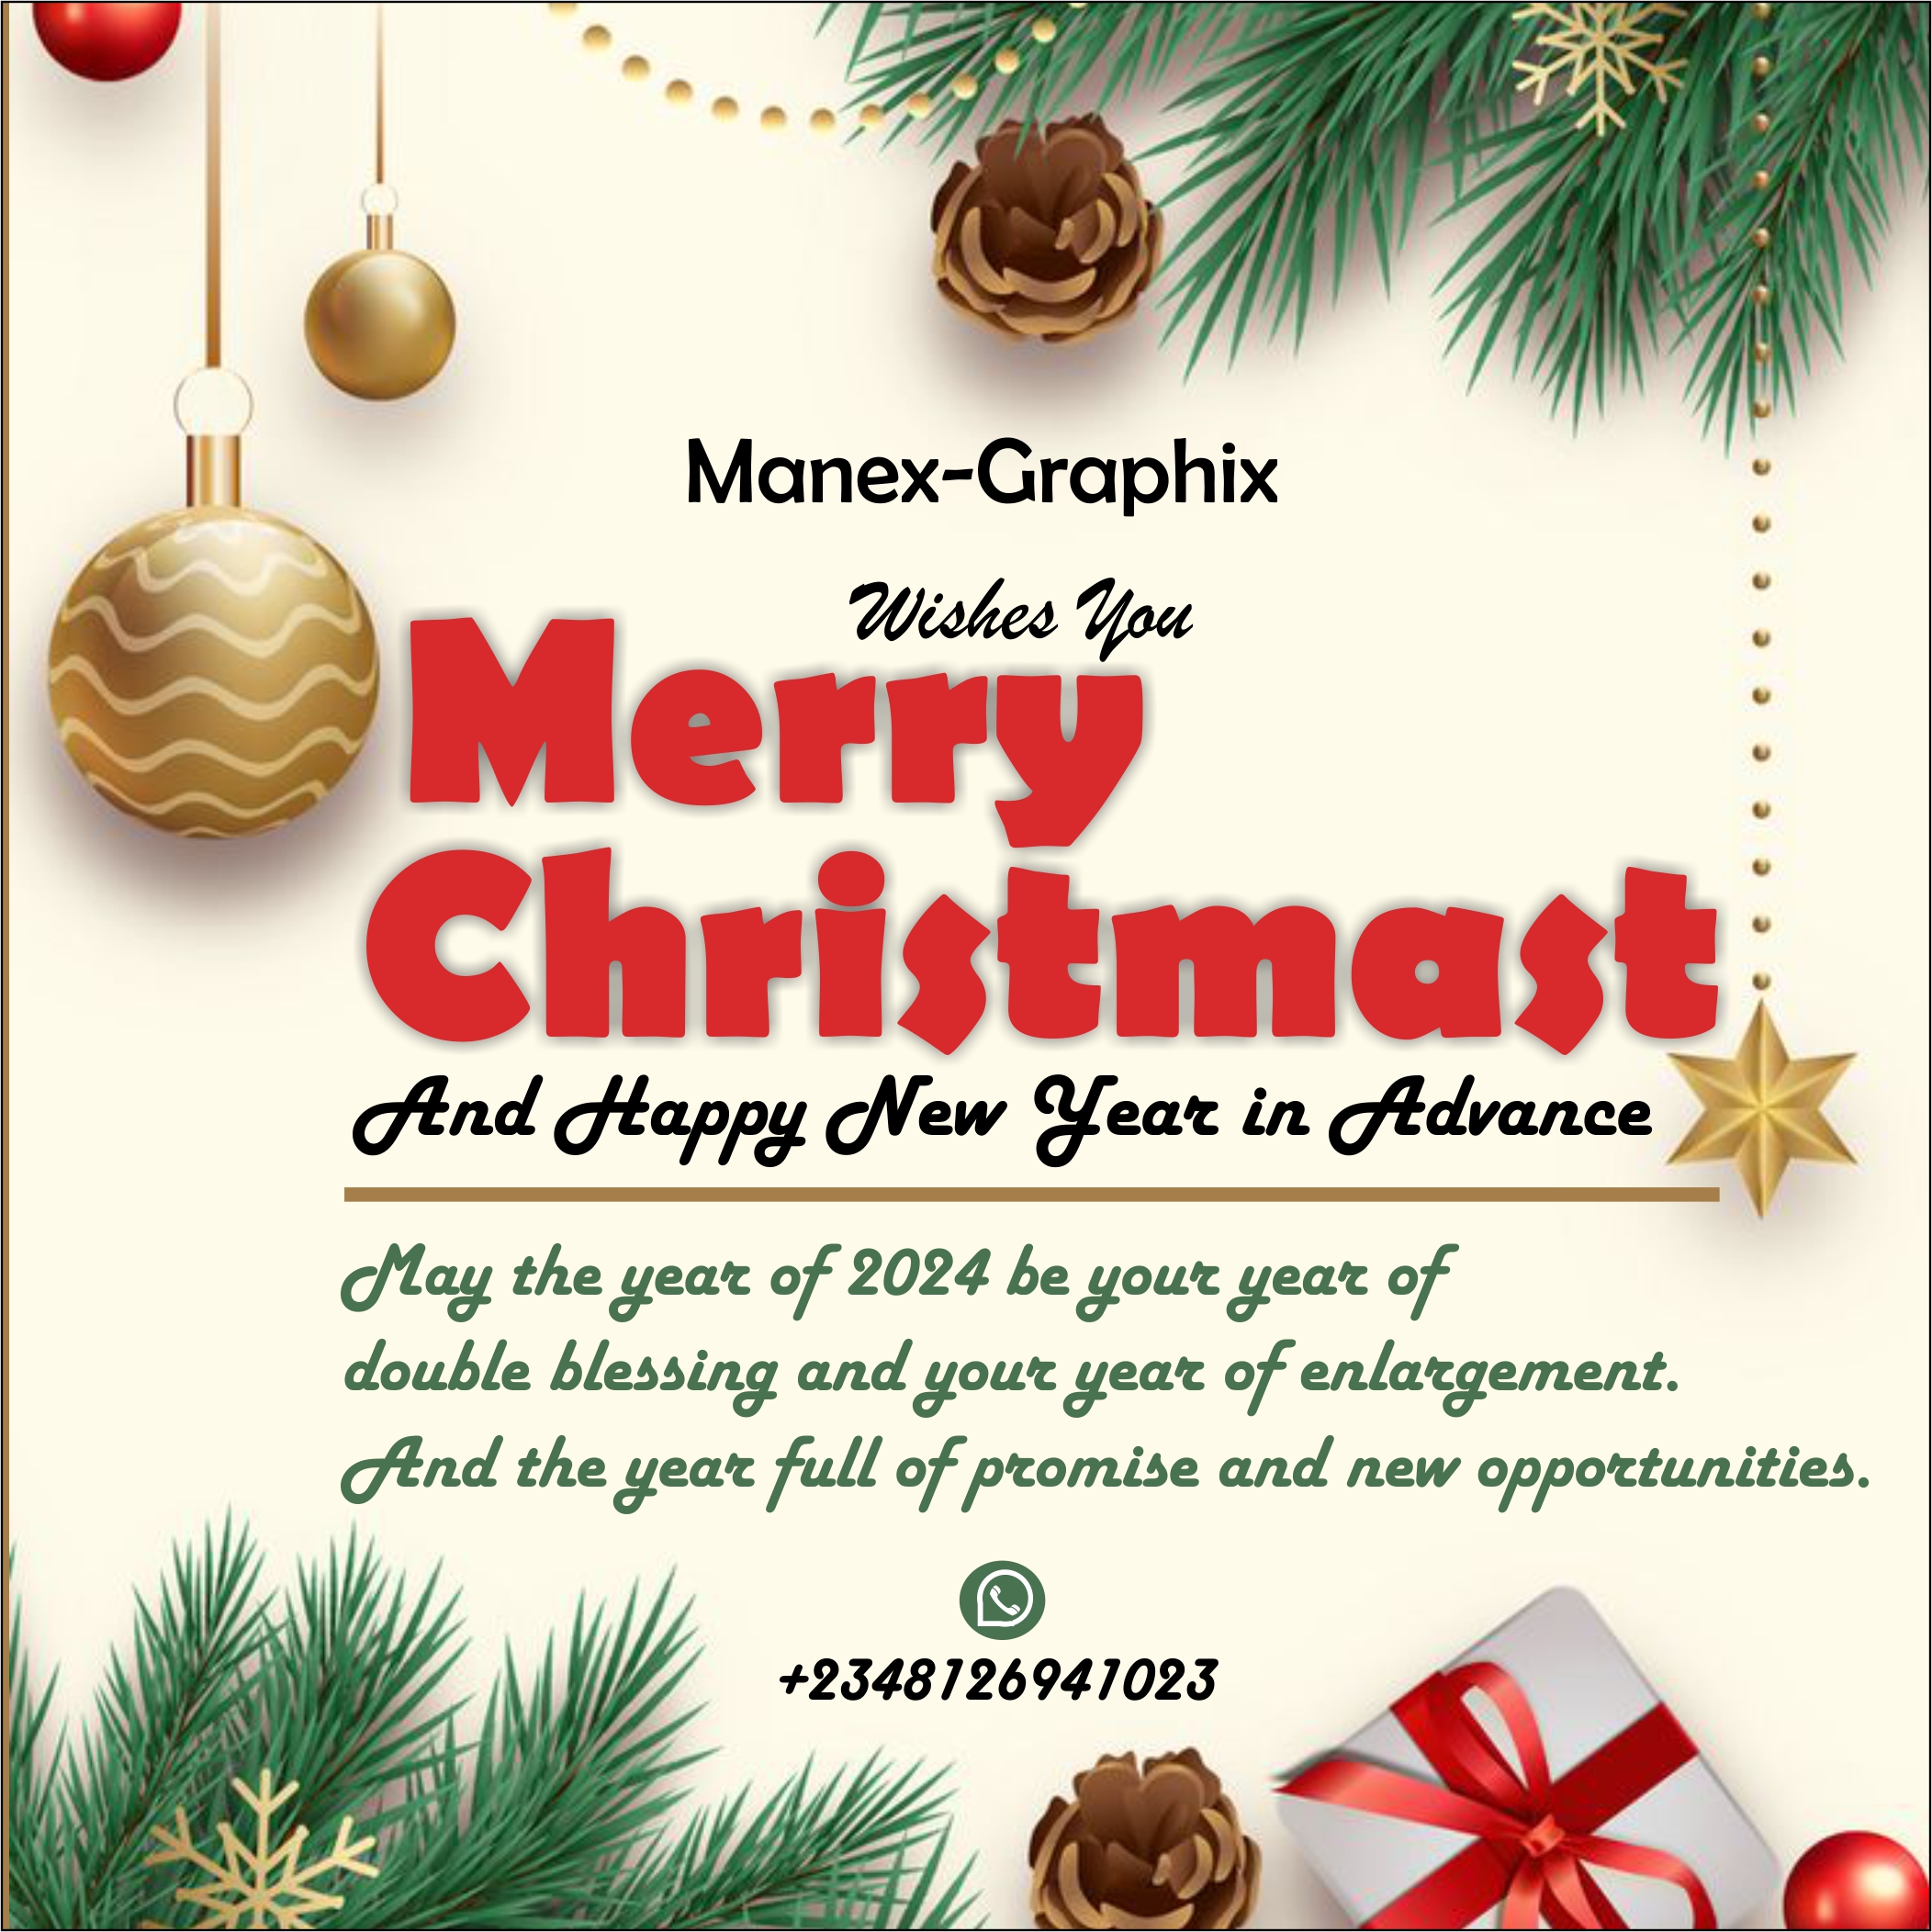 Manex-Graphix
Wishes You
Merry
Christmast
And Happy New Year in Advance
May the year of 2024 be your year of
double blessing and your year of enlargement.
And the year full of promise and new opportunities.
+2348126941023